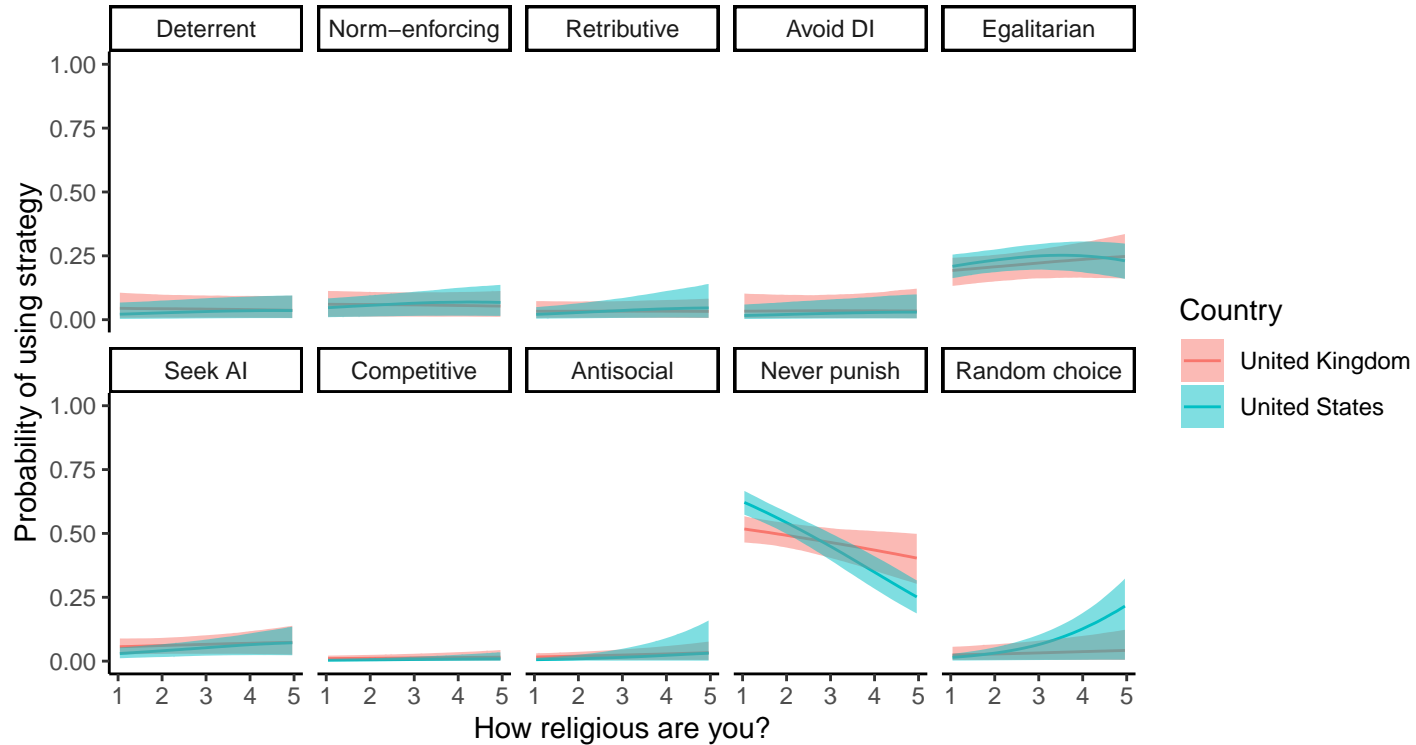 Deterrent Norm−enforcing Retributive Avoid DI Egalitarian
1.00
0.75
0.50
0.25
0.00
Seek AI Competitive Antisocial Never punish Random choice
1.00
0.75
0.50
0.25
0.00
1 2 3 4 5 1 2 3 4 5 1 2 3 4 5 1 2 3 4 5 1 2 3 4 5
How religious are you?
Probability of using strategy
Country
United Kingdom
United States